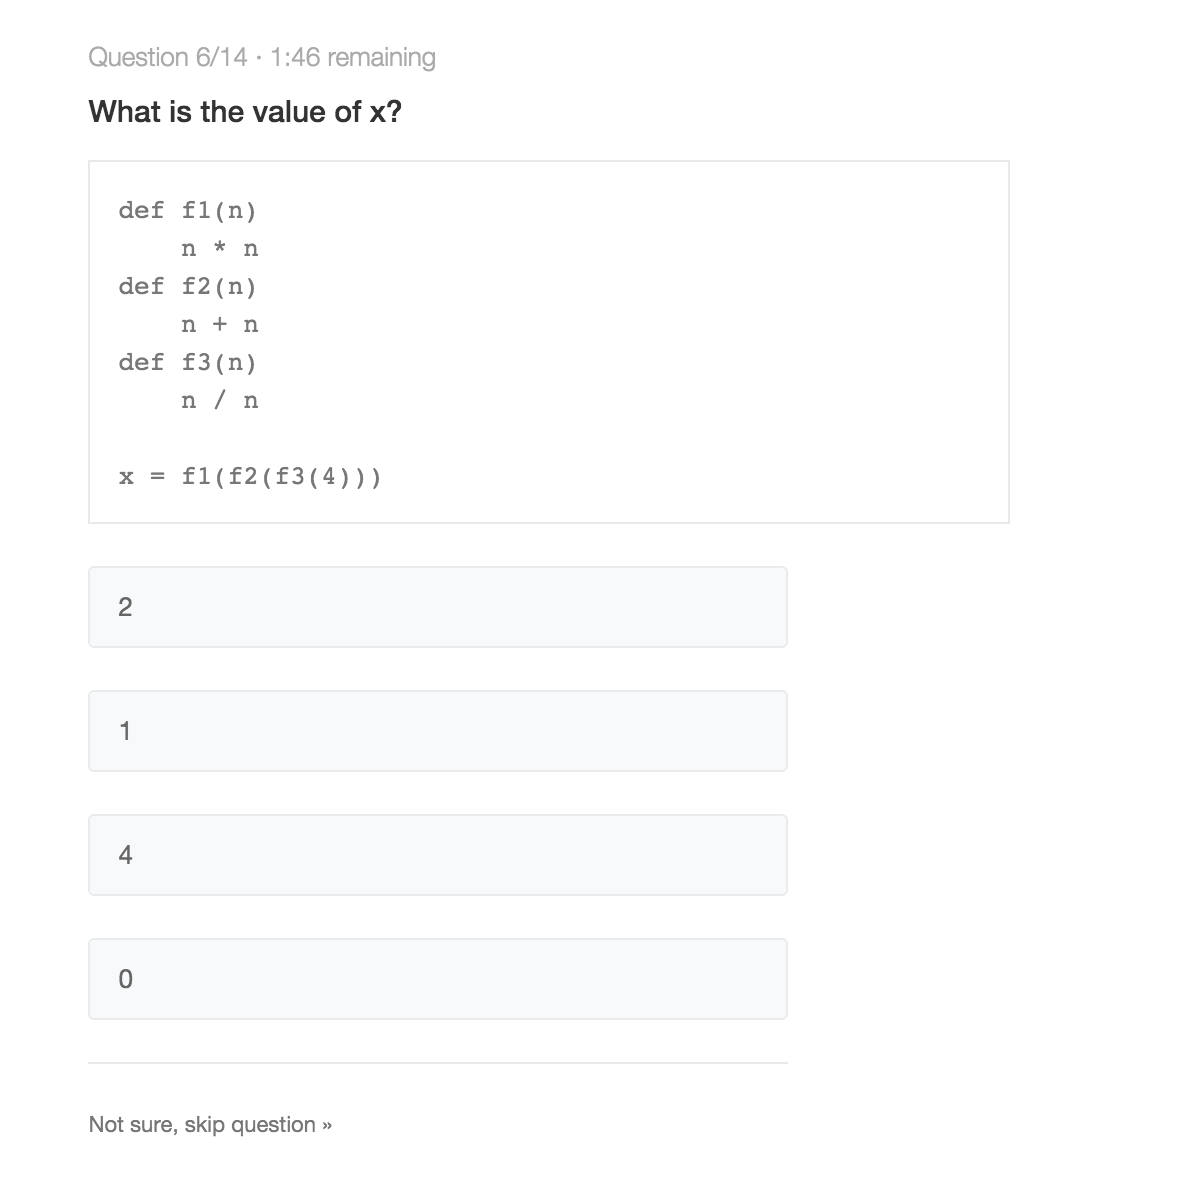 Question 6/14 · 1:46 remaining
What is the value of x?
def f1(n)
    n * n
def f2(n)
    n + n
def f3(n)
    n / n
x = f1(f2(f3(4)))
2
1
4
0
Not sure, skip question »